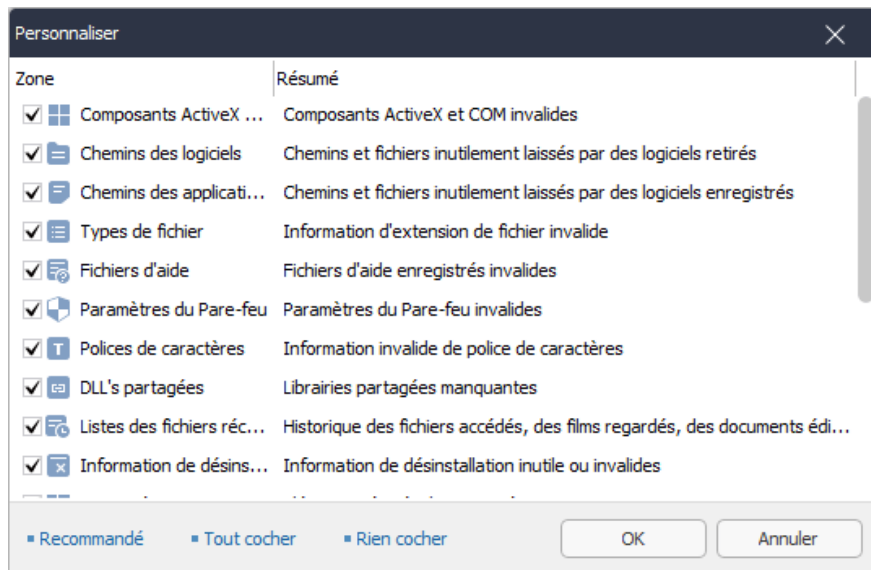 Personnaliser
Zone Résumé
Composants ActiveX ... Composants ActiveX et COM invalides
Chemins des logiciels Chemins et fichiers inutilement laissés par des logiciels retirés
Chemins des applicati... Chemins et fichiers inutilement laissés par des logiciels enregistrés
Types de fichier Information d'extension de fichier invalide
Fichiers d'aide Fichiers d'aide enregistrés invalides
Paramètres du Pare-feu Paramètres du Pare-feu invalides
Polices de caractères Information invalide de police de caractères
DLL's partagées Librairies partagées manquantes
Listes des fichiers réc... Historique des fichiers accédés, des films regardés, des documents édi...
Information de désins... Information de désinstallation inutile ou invalides
Recommandé Tout cocher Rien cocher OK Annuler